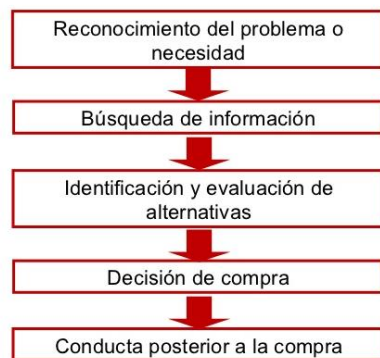 Reconocimiento del problema o
necesidad
Búsqueda de información
Identificación y evaluación de
alternativas
Decisión de compra
Conducta posterior a la compra